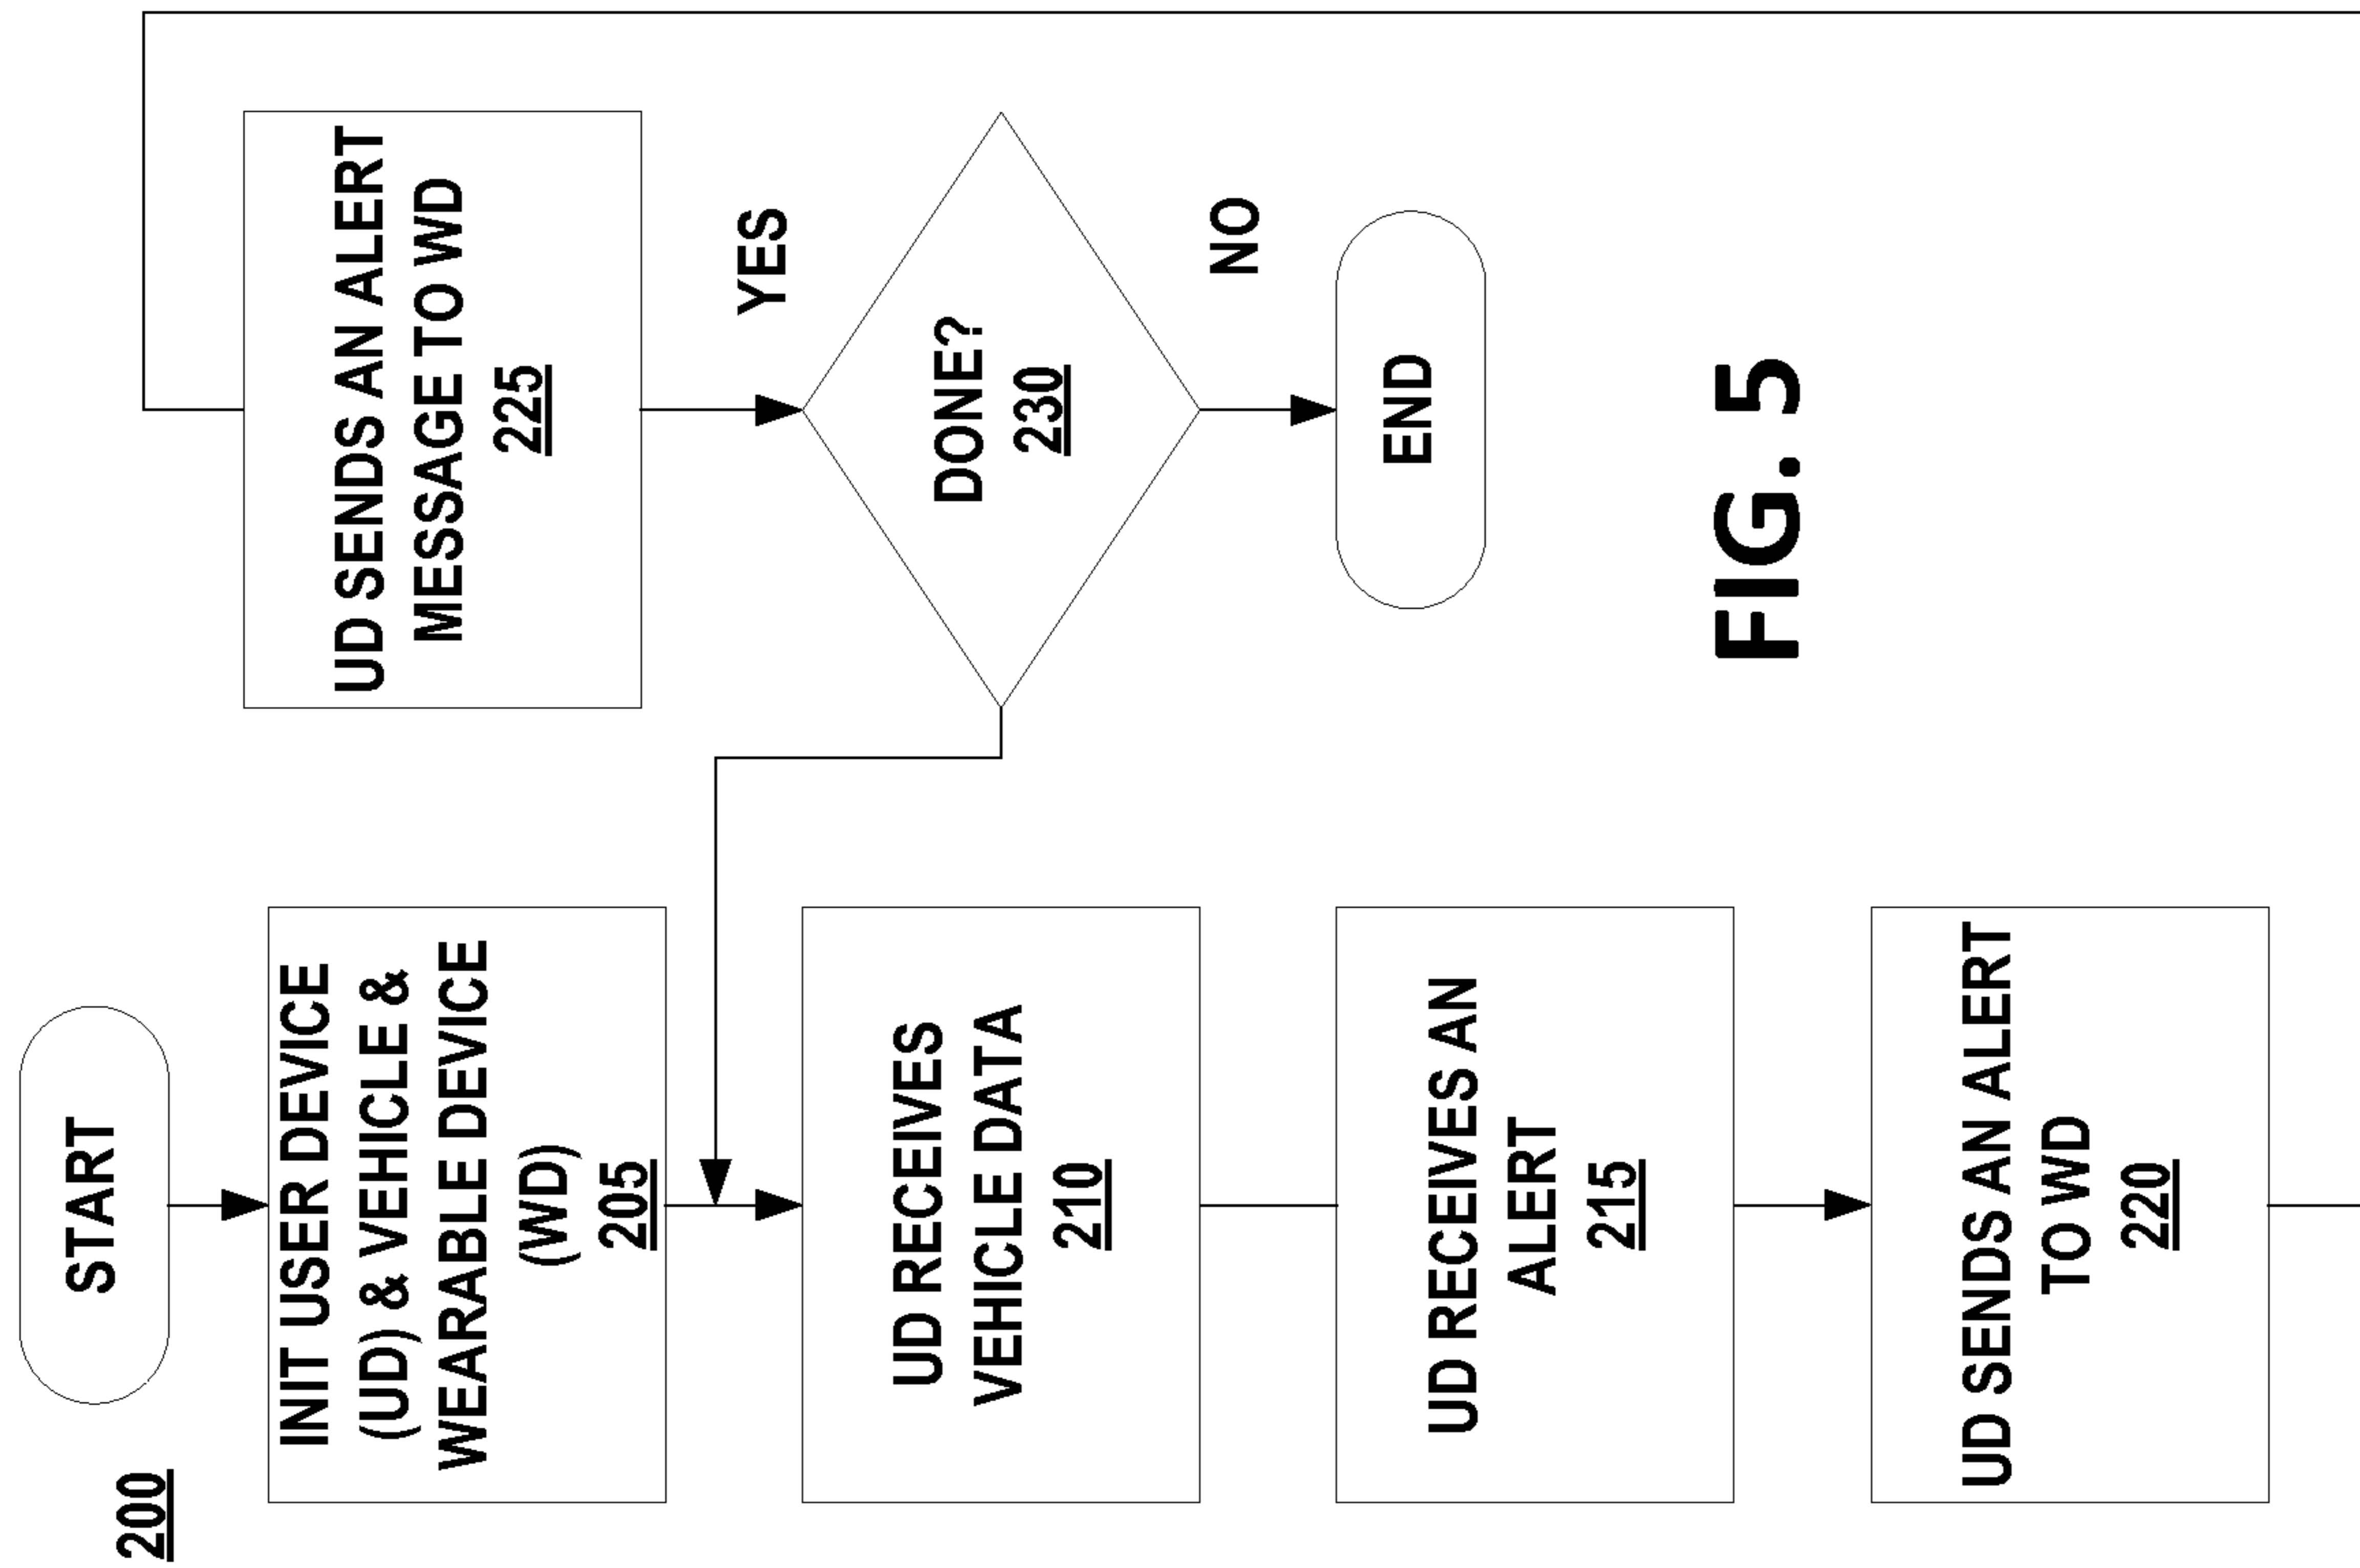 200
START
INIT USER DEVICE
(UD) & VEHICLE &
WEARABLE DEVICE
(WD)
205
UD RECEIVES
VEHICLE DATA
210
UD RECEIVES AN
ALERT
215
UD SENDS AN ALERT
TO WD
220
UD SENDS AN ALERT
MESSAGE TO WD
225
YES
DONE?
230
NO
END
FIG. 5